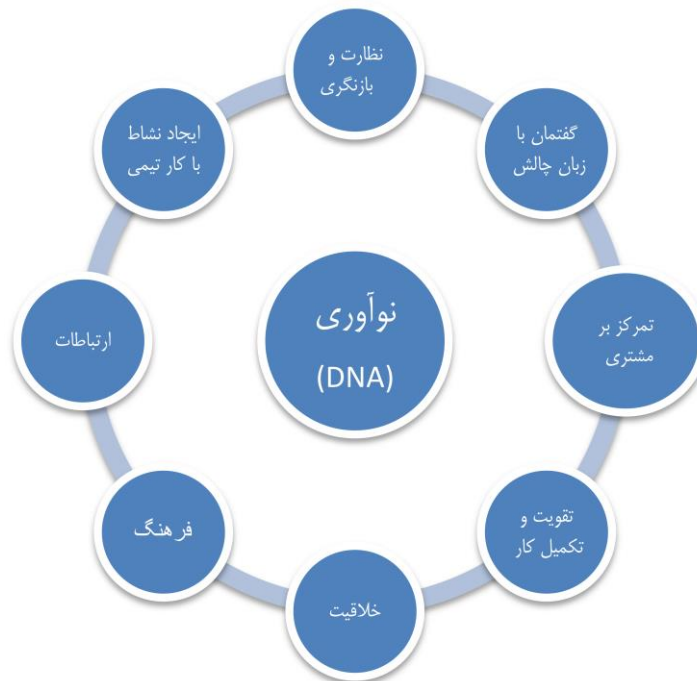 نظارت و
بازنگری
گفتمان با
زبان چالش
تمرکز بر
مشتری
تقویت و
تکمیل کار
خلاقیت
فرهنگ
ارتباطات
ایجاد نشاط
با کار تیمی
نوآوری
(DNA)